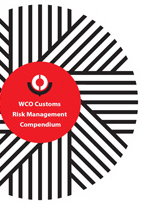 WCO Customs
Risk Management
Compendium